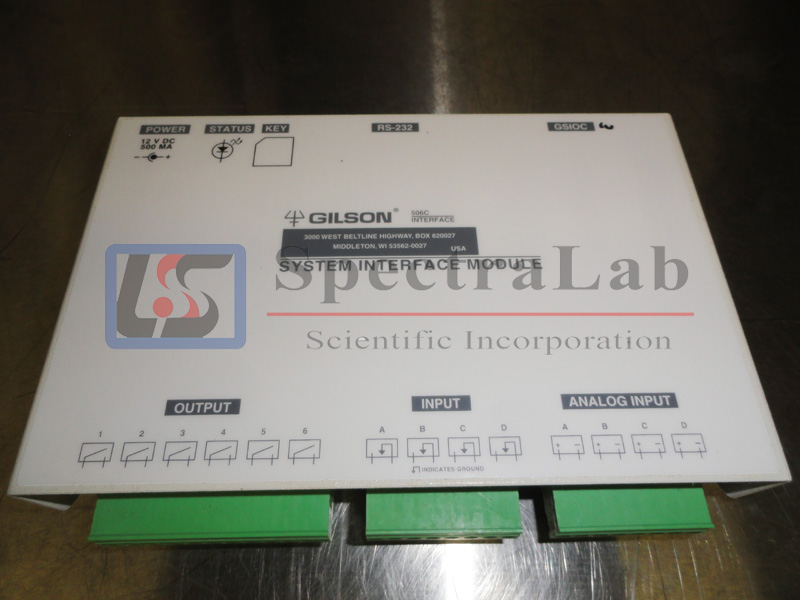 POWER STATUS KEY RS-232 GSIOC
12 V DC
500 MA
- +
GILSON® 506C
INTERFACE
3000 WEST BELTLINE HIGHWAY, BOX 620027
MIDDLETON, WI 53562-0027 USA
SYSTEM INTERFACE MODULE
LS SpectraLab
Scientific Incorporation
OUTPUT INPUT ANALOG INPUT
1 2 3 4 5 6 A B C D A B C D
+ - + - + - + -
INDICATES GROUND